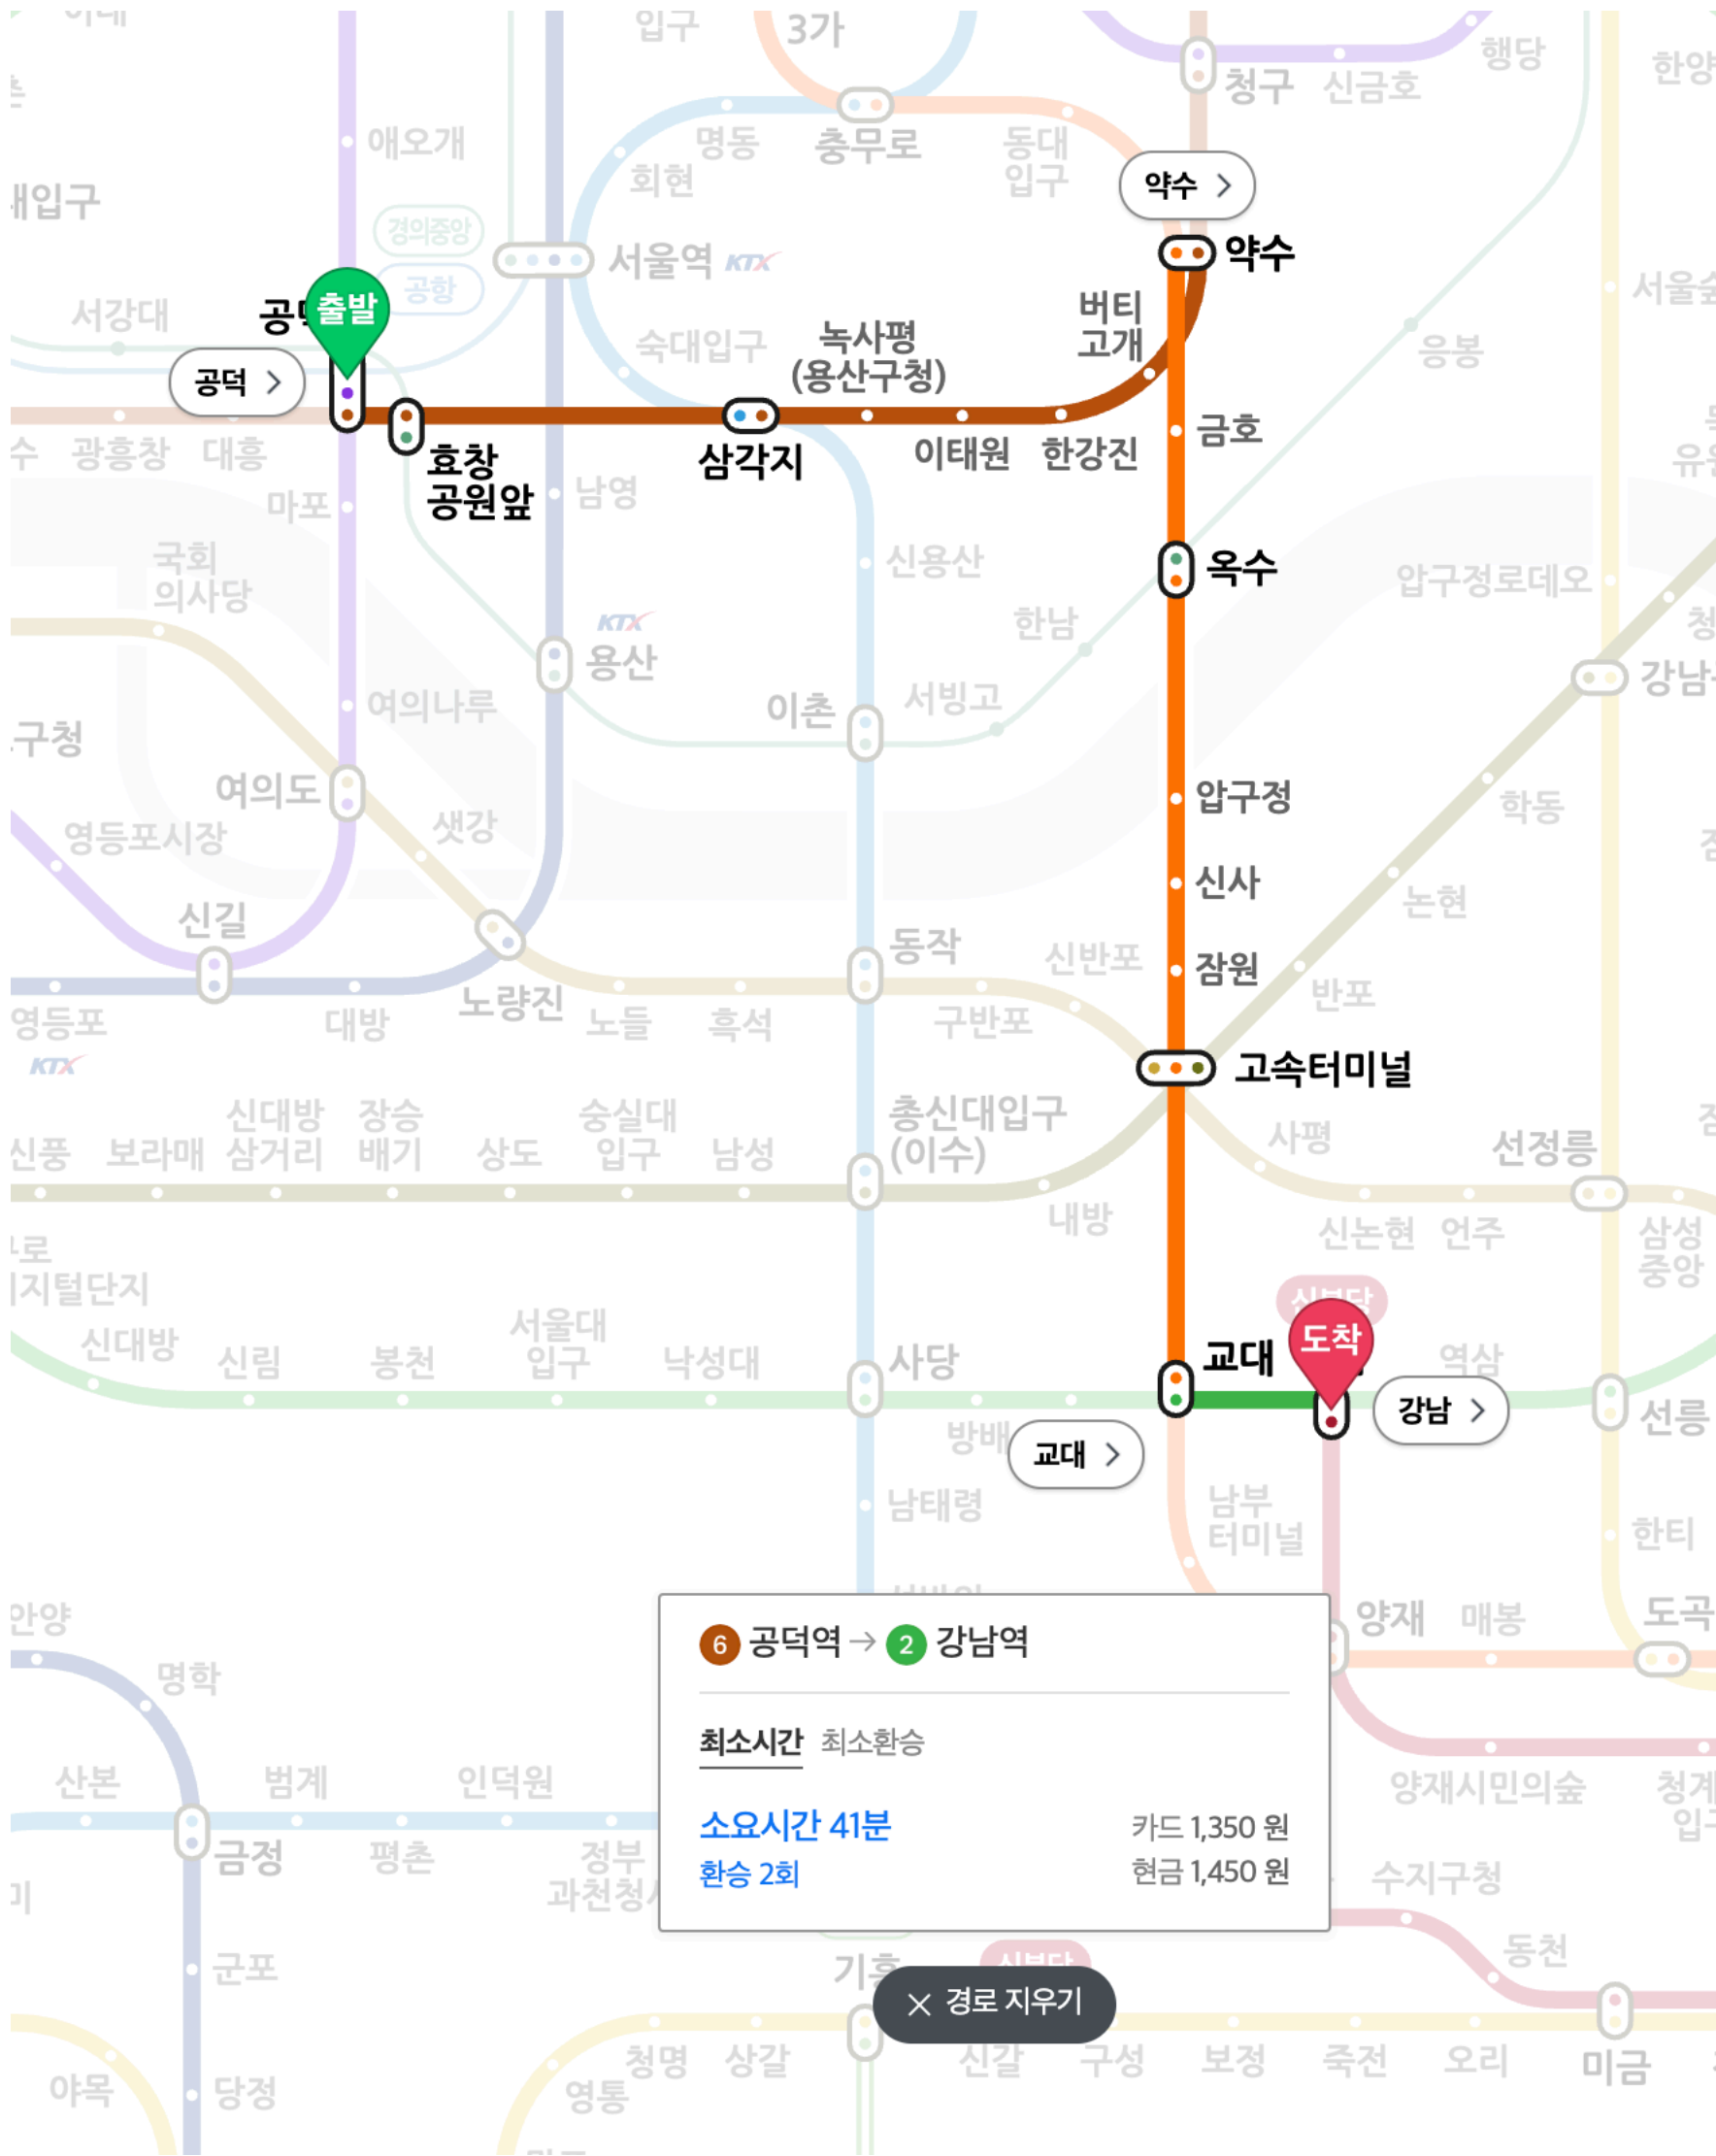 입구
3가
청구
신금호
행당
애오개
명동
충무로
동대
입구
회현
약수
약수
경의중앙
공항
서울역
KTX
서강대
출발
숙대입구
녹사평
(용산구청)
버티
고개
응봉
공덕
광흥창
대흥
효창
공원앞
삼각지
이태원
한강진
금호
마포
남영
국회
의사당
신용산
옥수
압구정로데오
한남
KTX
용산
여의나루
이촌
서빙고
여의도
압구정
학동
영등포시장
샛강
신사
논현
신길
동작
신반포
잠원
반포
영등포
대방
노량진
노들
흑석
구반포
KTX
고속터미널
신대방
삼거리
장승
배기
숭실대
입구
총신대입구
(이수)
신풍
보라매
상도
남성
사평
선정릉
내방
신논현
언주
삼성
중앙
신대방
신림
봉천
서울대
입구
낙성대
사당
교대
도착
역삼
방배
교대
강남
선릉
남태령
남부
터미널
한티
안양
양재
매봉
도곡
명학
6 공덕역 → 2 강남역
최소시간 최소환승
산본
범계
인덕원
양재시민의숲
소요시간 41분
카드 1,350 원
환승 2회
현금 1,450 원
금정
평촌
정부
수지구청
군포
동천
기흥
경로 지우기
청명
상갈
신갈
구성
보정
죽전
오리
미금
야목
당정
영통